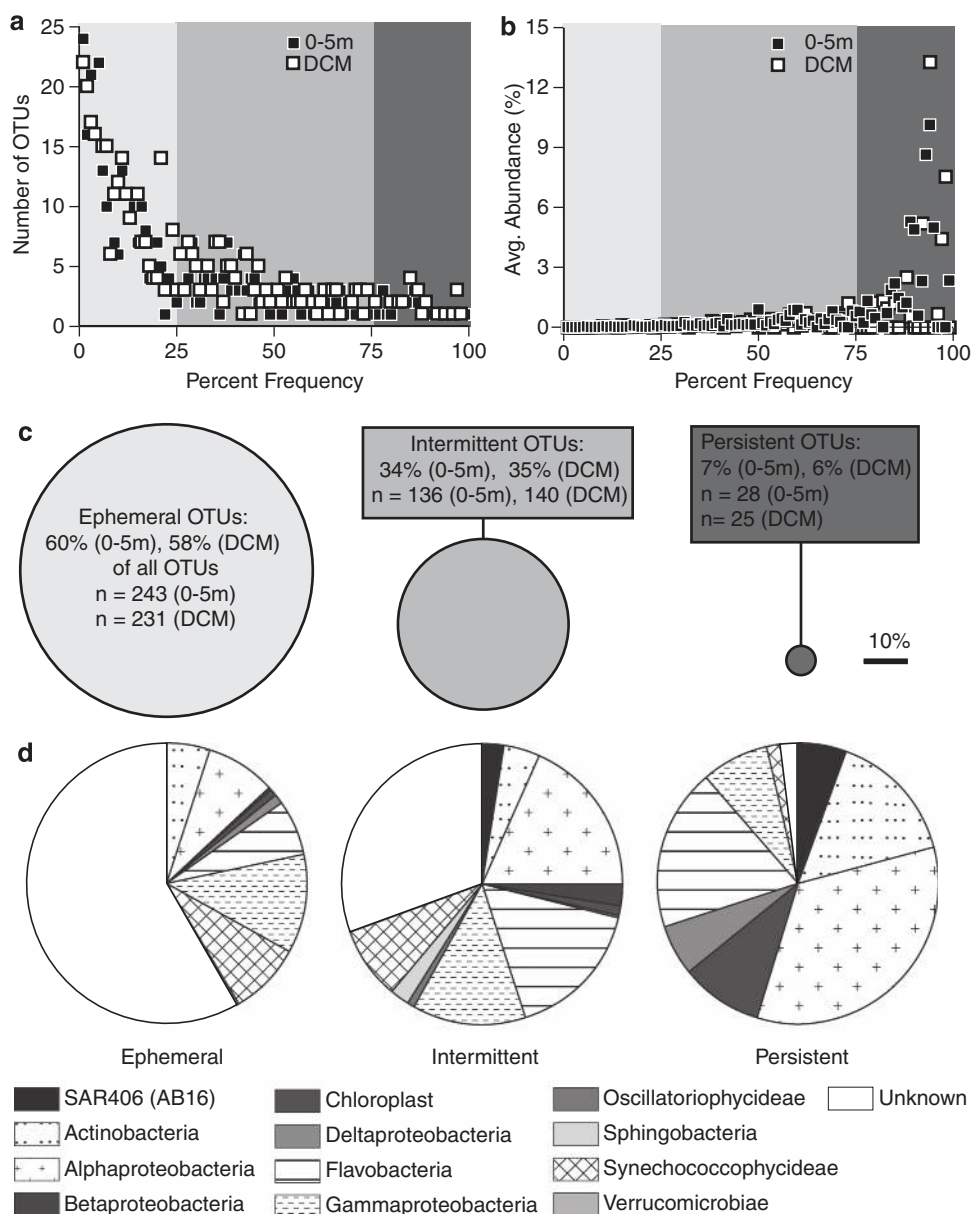 a
25
20
15
10
5
0
Number of OTUs
0-5m
DCM
0 25 50 75 100
Percent Frequency
b
15
12
9
6
3
0
Avg. Abundance (%)
0-5m
DCM
0 25 50 75 100
Percent Frequency
c
Ephemeral OTUs:
60% (0-5m), 58% (DCM)
of all OTUs
n = 243 (0-5m)
n = 231 (DCM)
Intermittent OTUs:
34% (0-5m), 35% (DCM)
n = 136 (0-5m), 140 (DCM)
Persistent OTUs:
7% (0-5m), 6% (DCM)
n = 28 (0-5m)
n= 25 (DCM)
10%
d
Ephemeral
Intermittent
Persistent
SAR406 (AB16)
Actinobacteria
Alphaproteobacteria
Betaproteobacteria
Chloroplast
Deltaproteobacteria
Flavobacteria
Gammaproteobacteria
Oscillatoriophycideae
Sphingobacteria
Synechococcophycideae
Verrucomicrobiae
Unknown